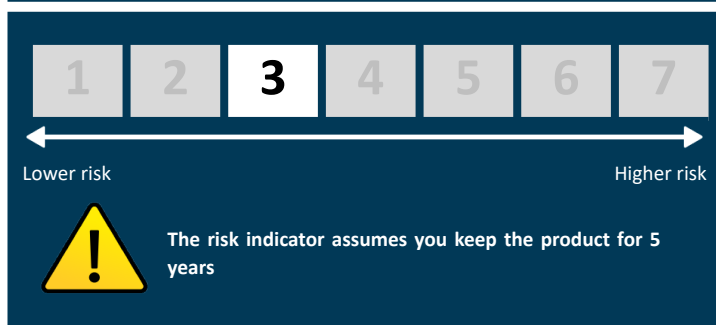 1 2 3 4 5 6 7
Lower risk Higher risk
!
The risk indicator assumes you keep the product for 5
years